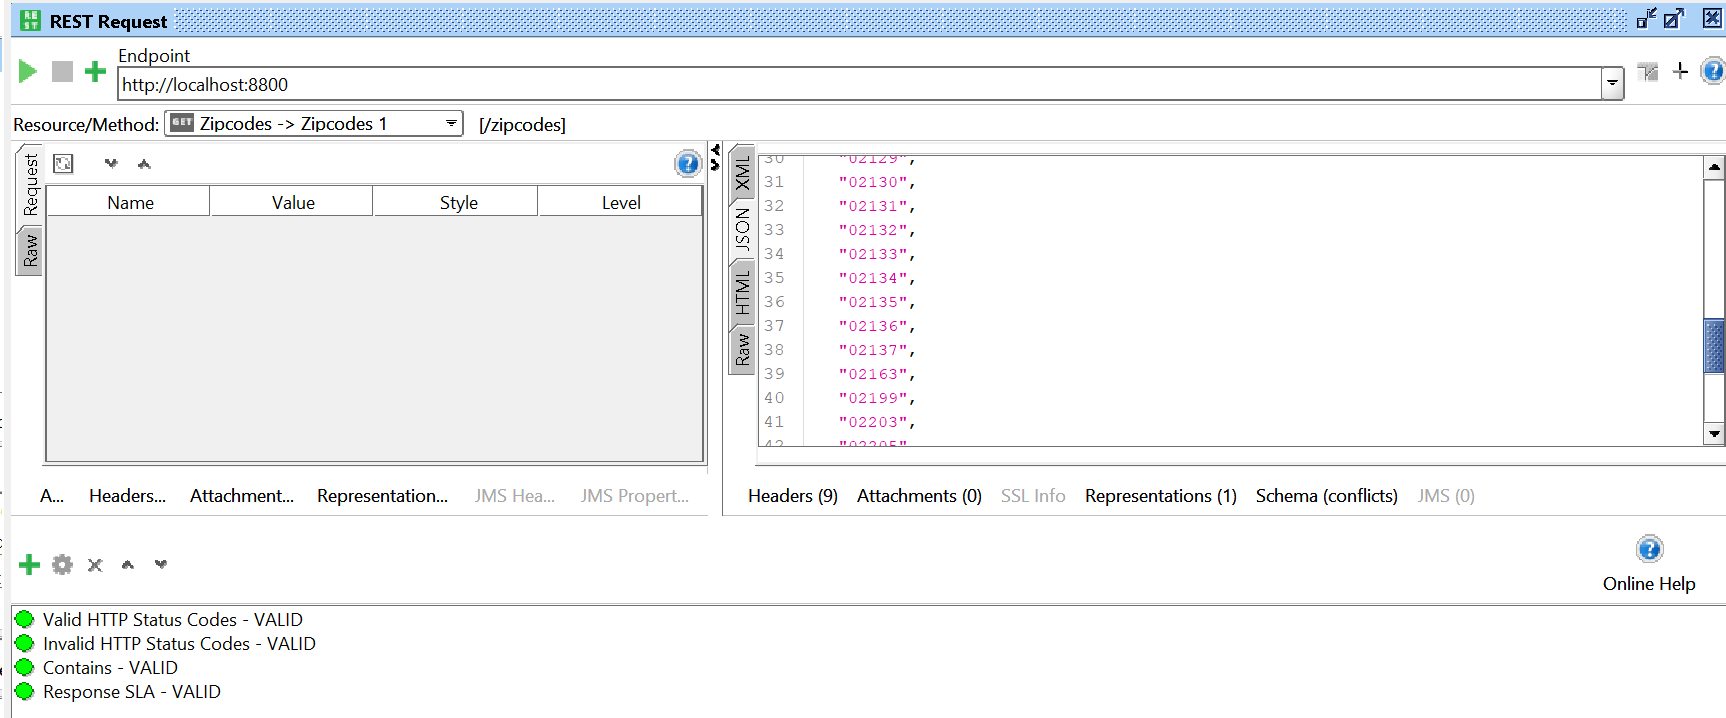 REST Request
Endpoint
http://localhost:8800
Resource/Method: GET Zipcodes -> Zipcodes 1 [/zipcodes]
Request
Raw
Name Value Style Level
XML
JSON
HTML
Raw
30 "02129",
31 "02130",
32 "02131",
33 "02132",
34 "02133",
35 "02134",
36 "02135",
37 "02136",
38 "02137",
39 "02163",
40 "02199",
41 "02203",
42 "02205",
A... Headers... Attachment... Representation... JMS Hea... JMS Propert...
Headers (9) Attachments (0) SSL Info Representations (1) Schema (conflicts) JMS (0)
Online Help
Valid HTTP Status Codes - VALID
Invalid HTTP Status Codes - VALID
Contains - VALID
Response SLA - VALID